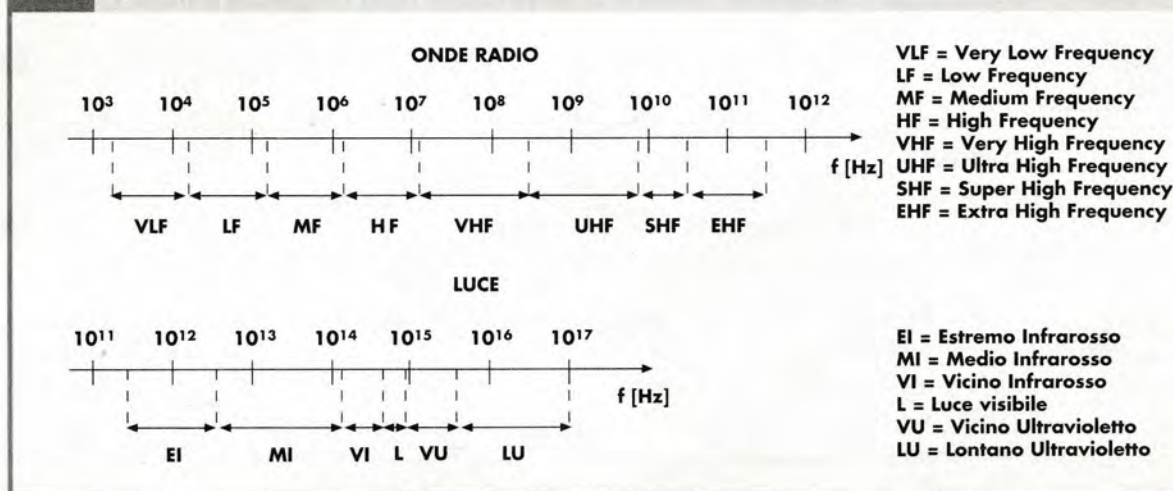 ONDE RADIO
10³ 10⁴ 10⁵ 10⁶ 10⁷ 10⁸ 10⁹ 10¹⁰ 10¹¹ 10¹²
f [Hz]
VLF LF MF HF VHF UHF SHF EHF
VLF = Very Low Frequency
LF = Low Frequency
MF = Medium Frequency
HF = High Frequency
VHF = Very High Frequency
UHF = Ultra High Frequency
SHF = Super High Frequency
EHF = Extra High Frequency
LUCE
10¹¹ 10¹² 10¹³ 10¹⁴ 10¹⁵ 10¹⁶ 10¹⁷
f [Hz]
EI MI VI L VU LU
EI = Estremo Infrarosso
MI = Medio Infrarosso
VI = Vicino Infrarosso
L = Luce visibile
VU = Vicino Ultravioletto
LU = Lontano Ultravioletto